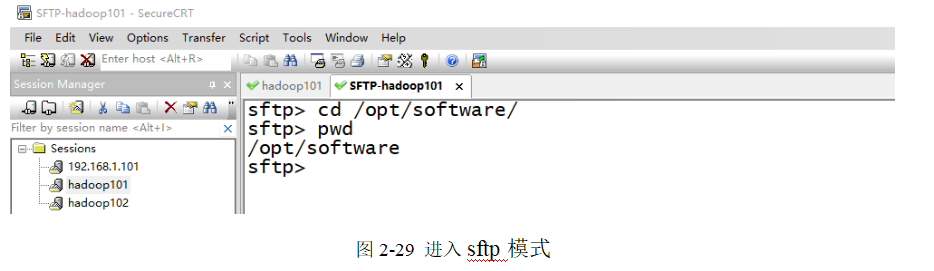 SFTP-hadoop101 - SecureCRT
File Edit View Options Transfer Script Tools Window Help
Enter host <Alt+R>
Session Manager
hadoop101
SFTP-hadoop101
Filter by session name <Alt+I>
Sessions
192.168.1.101
hadoop101
hadoop102
sftp> cd /opt/software/
sftp> pwd
/opt/software
sftp>
图 2-29 进入 sftp 模式